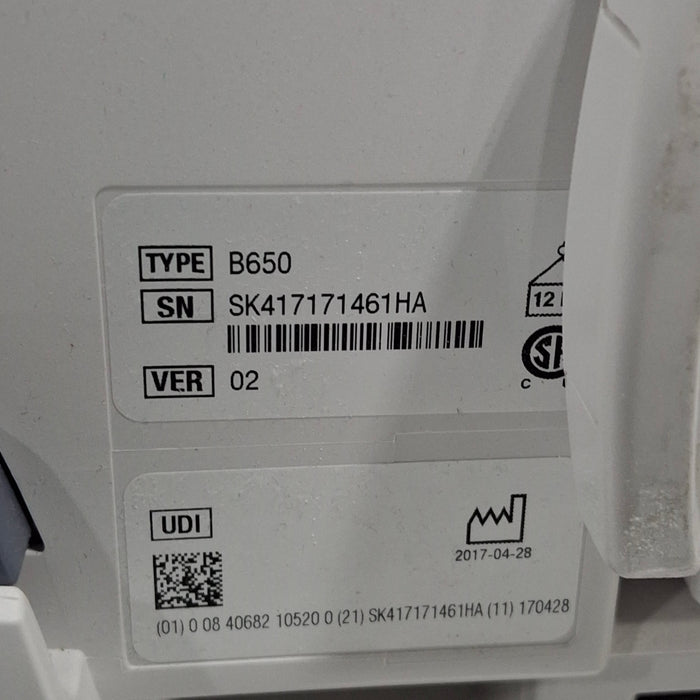 TYPE B650
SN SK417171461HA
12
VER 02
C
UDI
2017-04-28
(01) 0 08 40682 10520 0 (21) SK417171461HA (11) 170428